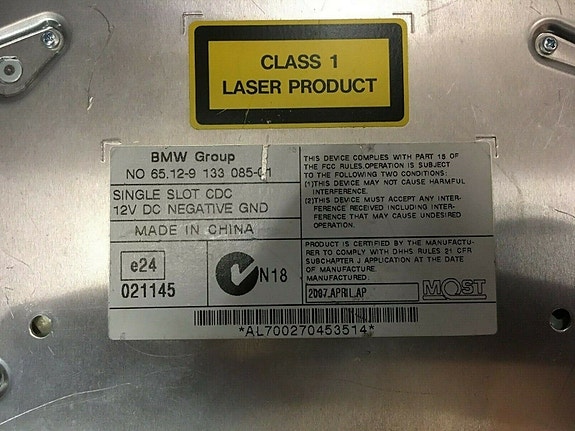 CLASS 1
LASER PRODUCT
BMW Group
NO 65.12-9 133 085-01
SINGLE SLOT CDC
12V DC NEGATIVE GND
MADE IN CHINA
e24
021145
N18
THIS DEVICE COMPLIES WITH PART 15 OF
THE FCC RULES.OPERATION IS SUBJECT
TO THE FOLLOWING TWO CONDITIONS:
(1)THIS DEVICE MAY NOT CAUSE HARMFUL
INTERFERENCE.
(2)THIS DEVICE MUST ACCEPT ANY INTER-
FERENCE RECEIVED INCLUDING INTER-
FERENCE THAT MAY CAUSE UNDESIRED
OPERATION.
PRODUCT IS CERTIFIED BY THE MANUFACTU-
RER TO COMPLY WITH DHHS RULES 21 CFR
SUBCHAPTER J APPLICATION AT THE DATE
OF MANUFACTURE
MANUFACTURED.
2007.APRIL.AP
MOST
*AL700270453514*